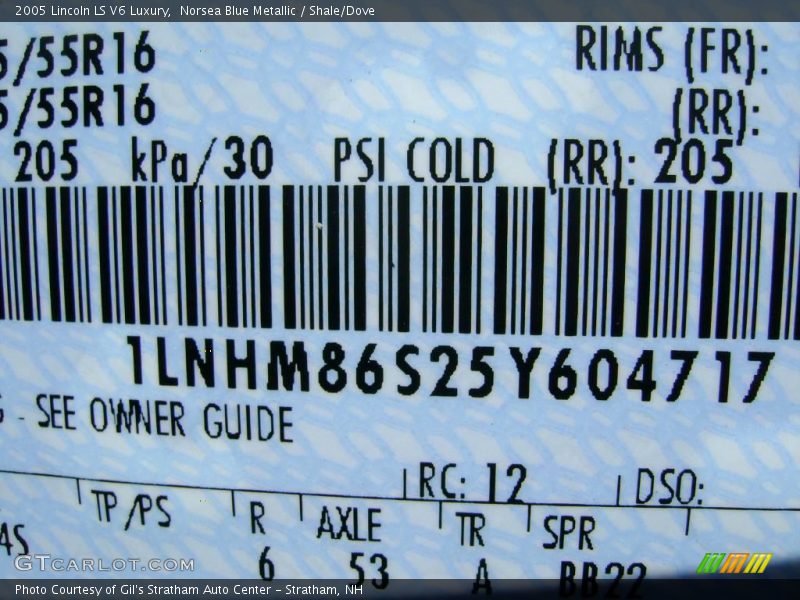 2005 Lincoln LS V6 Luxury,  Norsea Blue Metallic / Shale/Dove
5/55R16 RIMS (FR):
5/55R16 (RR):
205 kPa/30 PSI COLD (RR): 205
1LNHM86S25Y604717
- SEE OWNER GUIDE
RC: 12 DSO:
TP/PS R AXLE TR SPR
4S 6 53 A BB22
GTCARLOT.COM
Photo Courtesy of Gil's Stratham Auto Center – Stratham, NH